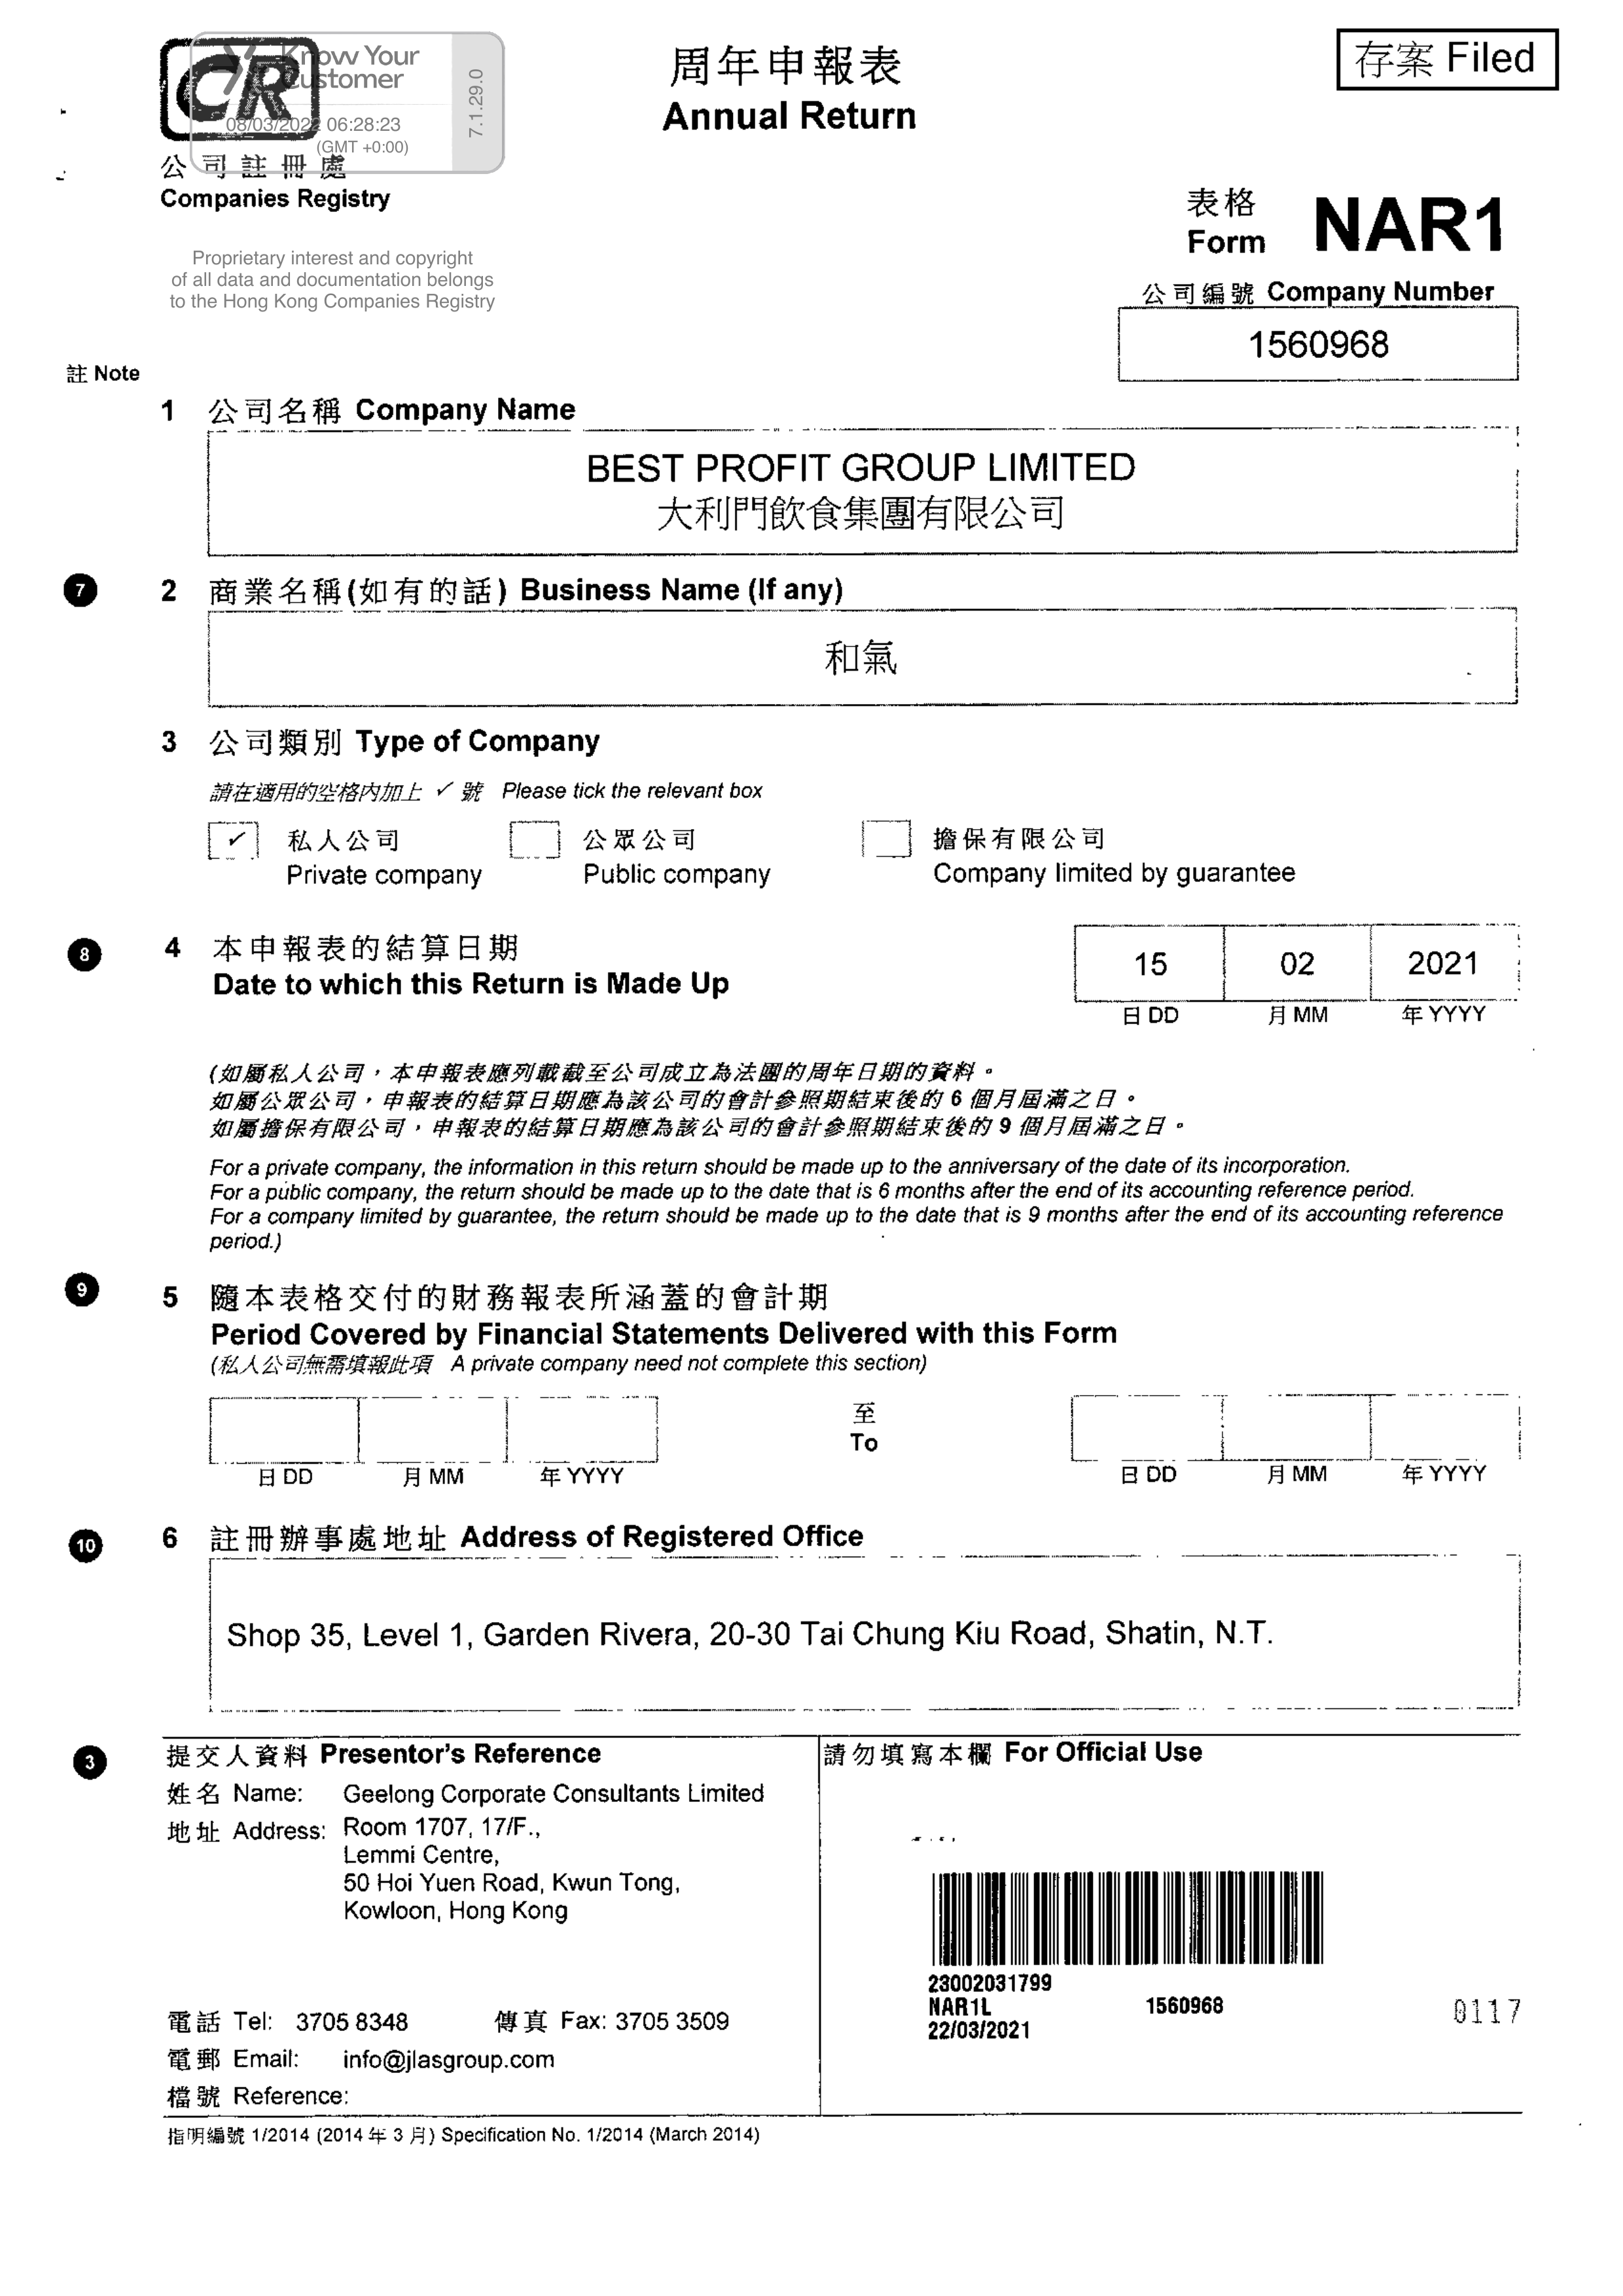 CR
Know Your
Customer
08/03/2022 06:28:23
(GMT +0:00)
7.1.29.0
公司註冊處
Companies Registry
Proprietary interest and copyright
of all data and documentation belongs
to the Hong Kong Companies Registry
周年申報表
Annual Return
存案 Filed
表格
Form NAR1
公司編號 Company Number
1560968
註 Note
1 公司名稱 Company Name
BEST PROFIT GROUP LIMITED
大利門飲食集團有限公司
7 2 商業名稱(如有的話) Business Name (If any)
和氣
3 公司類別 Type of Company
請在適用的空格內加上 ✓ 號 Please tick the relevant box
✓ 私人公司 公眾公司 擔保有限公司
Private company Public company Company limited by guarantee
8 4 本申報表的結算日期
Date to which this Return is Made Up
15 02 2021
日 DD 月 MM 年 YYYY
(如屬私人公司，本申報表應列載截至公司成立為法團的周年日期的資料。
如屬公眾公司，申報表的結算日期應為該公司的會計參照期結束後的 6 個月屆滿之日。
如屬擔保有限公司，申報表的結算日期應為該公司的會計參照期結束後的 9 個月屆滿之日。
For a private company, the information in this return should be made up to the anniversary of the date of its incorporation.
For a public company, the return should be made up to the date that is 6 months after the end of its accounting reference period.
For a company limited by guarantee, the return should be made up to the date that is 9 months after the end of its accounting reference
period.)
9 5 隨本表格交付的財務報表所涵蓋的會計期
Period Covered by Financial Statements Delivered with this Form
(私人公司無需填報此項 A private company need not complete this section)
至
To
日 DD 月 MM 年 YYYY 日 DD 月 MM 年 YYYY
10 6 註冊辦事處地址 Address of Registered Office
Shop 35, Level 1, Garden Rivera, 20-30 Tai Chung Kiu Road, Shatin, N.T.
3 提交人資料 Presentor's Reference
姓名 Name: Geelong Corporate Consultants Limited
地址 Address: Room 1707, 17/F.,
Lemmi Centre,
50 Hoi Yuen Road, Kwun Tong,
Kowloon, Hong Kong
電話 Tel: 3705 8348 傳真 Fax: 3705 3509
電郵 Email: info@jlasgroup.com
檔號 Reference:
請勿填寫本欄 For Official Use
23002031799
NAR1L 1560968
22/03/2021
0117
指明編號 1/2014 (2014 年 3 月) Specification No. 1/2014 (March 2014)